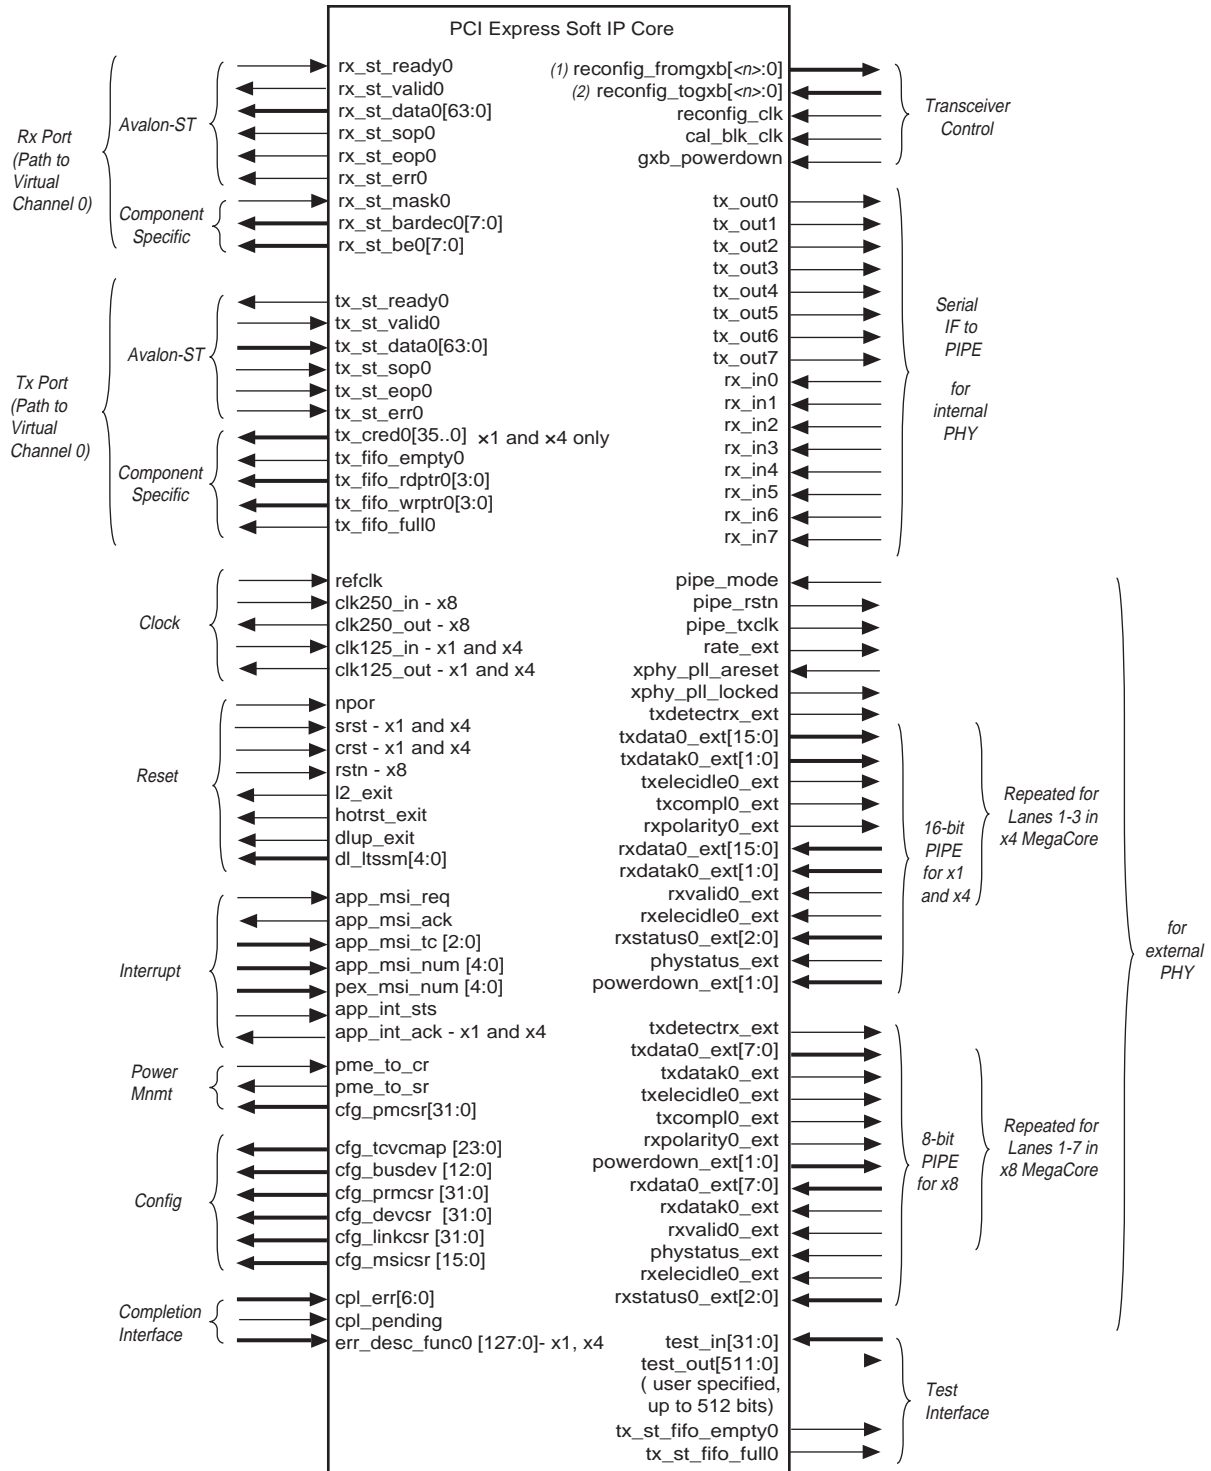 PCI Express Soft IP Core
Rx Port
(Path to
Virtual
Channel 0)
Avalon-ST
rx_st_ready0
rx_st_valid0
rx_st_data0[63:0]
rx_st_sop0
rx_st_eop0
rx_st_err0
Component
Specific
rx_st_mask0
rx_st_bardec0[7:0]
rx_st_be0[7:0]
Tx Port
(Path to
Virtual
Channel 0)
Avalon-ST
tx_st_ready0
tx_st_valid0
tx_st_data0[63:0]
tx_st_sop0
tx_st_eop0
tx_st_err0
Component
Specific
tx_cred0[35..0] ×1 and ×4 only
tx_fifo_empty0
tx_fifo_rdptr0[3:0]
tx_fifo_wrptr0[3:0]
tx_fifo_full0
Clock
refclk
clk250_in - x8
clk250_out - x8
clk125_in - x1 and x4
clk125_out - x1 and x4
Reset
npor
srst - x1 and x4
crst - x1 and x4
rstn - x8
l2_exit
hotrst_exit
dlup_exit
dl_ltssm[4:0]
Interrupt
app_msi_req
app_msi_ack
app_msi_tc [2:0]
app_msi_num [4:0]
pex_msi_num [4:0]
app_int_sts
app_int_ack - x1 and x4
Power
Mnmt
pme_to_cr
pme_to_sr
cfg_pmcsr[31:0]
Config
cfg_tcvcmap [23:0]
cfg_busdev [12:0]
cfg_prmcsr [31:0]
cfg_devcsr [31:0]
cfg_linkcsr [31:0]
cfg_msicsr [15:0]
Completion
Interface
cpl_err[6:0]
cpl_pending
err_desc_func0 [127:0]- x1, x4
(1) reconfig_fromgxb[<n>:0]
(2) reconfig_togxb[<n>:0]
reconfig_clk
cal_blk_clk
gxb_powerdown
Transceiver
Control
tx_out0
tx_out1
tx_out2
tx_out3
tx_out4
tx_out5
tx_out6
tx_out7
rx_in0
rx_in1
rx_in2
rx_in3
rx_in4
rx_in5
rx_in6
rx_in7
Serial
IF to
PIPE
for
internal
PHY
pipe_mode
pipe_rstn
pipe_txclk
rate_ext
xphy_pll_areset
xphy_pll_locked
txdetectrx_ext
txdata0_ext[15:0]
txdatak0_ext[1:0]
txelecidle0_ext
txcompl0_ext
rxpolarity0_ext
rxdata0_ext[15:0]
rxdatak0_ext[1:0]
rxvalid0_ext
rxelecidle0_ext
rxstatus0_ext[2:0]
phystatus_ext
powerdown_ext[1:0]
16-bit
PIPE
for x1
and x4
Repeated for
Lanes 1-3 in
x4 MegaCore
for
external
PHY
txdetectrx_ext
txdata0_ext[7:0]
txdatak0_ext
txelecidle0_ext
txcompl0_ext
rxpolarity0_ext
powerdown_ext[1:0]
rxdata0_ext[7:0]
rxdatak0_ext
rxvalid0_ext
phystatus_ext
rxelecidle0_ext
rxstatus0_ext[2:0]
8-bit
PIPE
for x8
Repeated for
Lanes 1-7 in
x8 MegaCore
test_in[31:0]
test_out[511:0]
( user specified,
up to 512 bits)
tx_st_fifo_empty0
tx_st_fifo_full0
Test
Interface